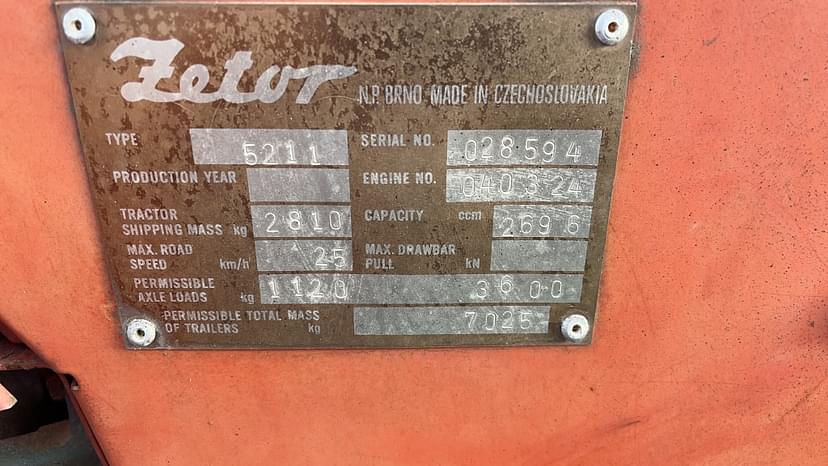 Zetor
N.P. BRNO MADE IN CZECHOSLOVAKIA
TYPE 5211 SERIAL NO. 028594
PRODUCTION YEAR ENGINE NO. 040324
TRACTOR SHIPPING MASS kg 2810 CAPACITY ccm 2696
MAX. ROAD SPEED km/h 25 MAX. DRAWBAR PULL kN
PERMISSIBLE AXLE LOADS kg 1120 3600
PERMISSIBLE TOTAL MASS OF TRAILERS kg 7025